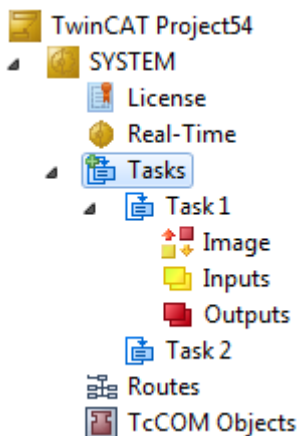 TwinCAT Project54
SYSTEM
License
Real-Time
Tasks
Task 1
Image
Inputs
Outputs
Task 2
Routes
TcCOM Objects